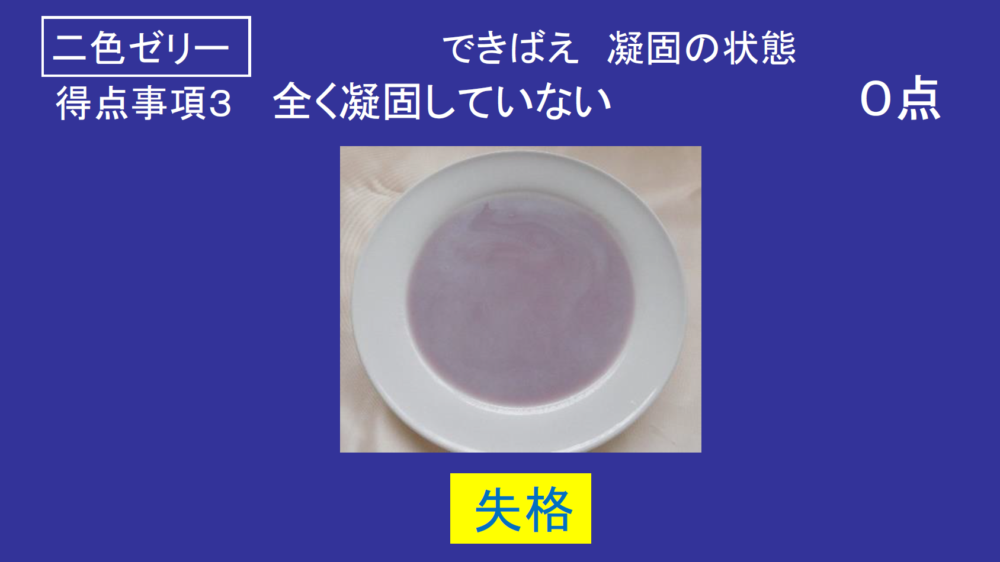 二色ゼリー
できばえ　凝固の状態
得点事項３　全く凝固していない　０点
失格